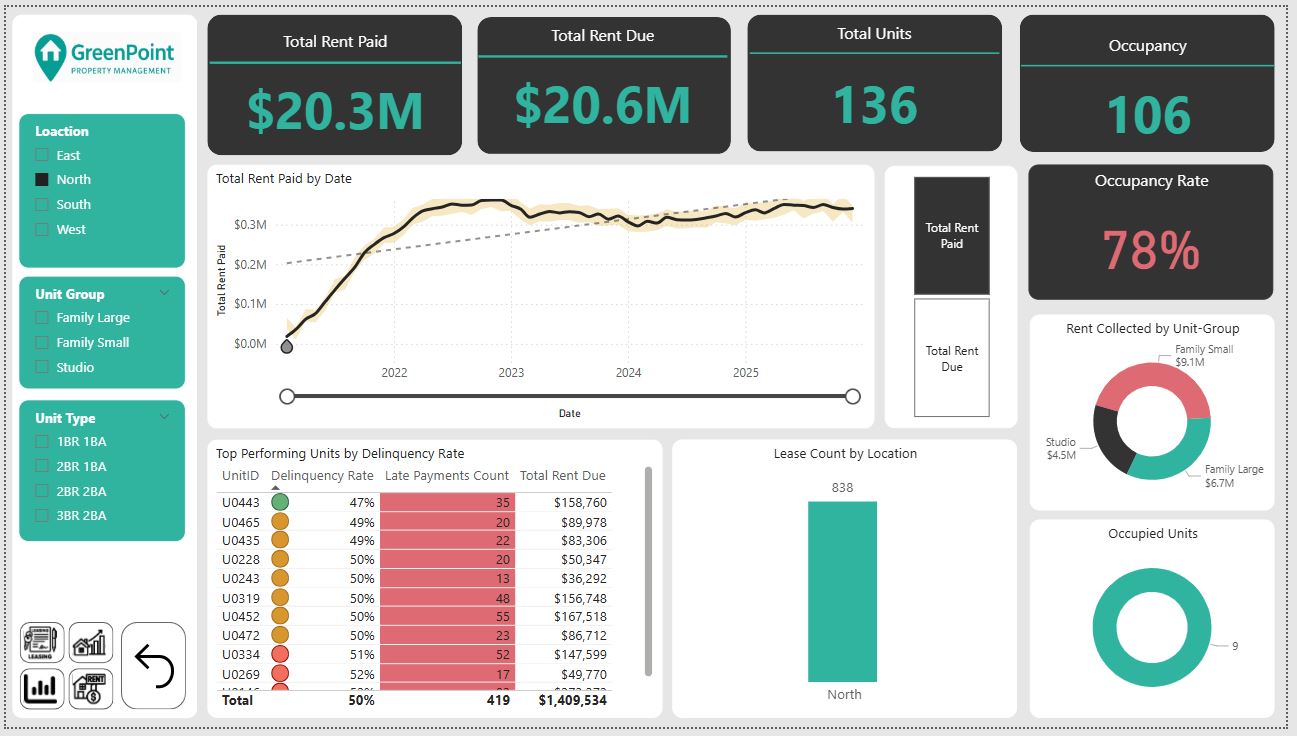 GreenPoint
PROPERTY MANAGEMENT
Loaction
East
North
South
West
Unit Group
Family Large
Family Small
Studio
Unit Type
1BR 1BA
2BR 1BA
2BR 2BA
3BR 2BA
LEASING
RENT
Total Rent Paid
$20.3M
Total Rent Due
$20.6M
Total Units
136
Occupancy
106
Total Rent Paid by Date
Total Rent Paid
$0.3M
$0.2M
$0.1M
$0.0M
2022 2023 2024 2025
Date
Total Rent
Paid
Total Rent
Due
Occupancy Rate
78%
Rent Collected by Unit-Group
Family Small
$9.1M
Studio
$4.5M
Family Large
$6.7M
Top Performing Units by Delinquency Rate
UnitID Delinquency Rate Late Payments Count Total Rent Due
U0443 47% 35 $158,760
U0465 49% 20 $89,978
U0435 49% 22 $83,306
U0228 50% 20 $50,347
U0243 50% 13 $36,292
U0319 50% 48 $156,748
U0452 50% 55 $167,518
U0472 50% 23 $86,712
U0334 51% 52 $147,599
U0269 52% 17 $49,770
Total 50% 419 $1,409,534
Lease Count by Location
838
North
Occupied Units
9